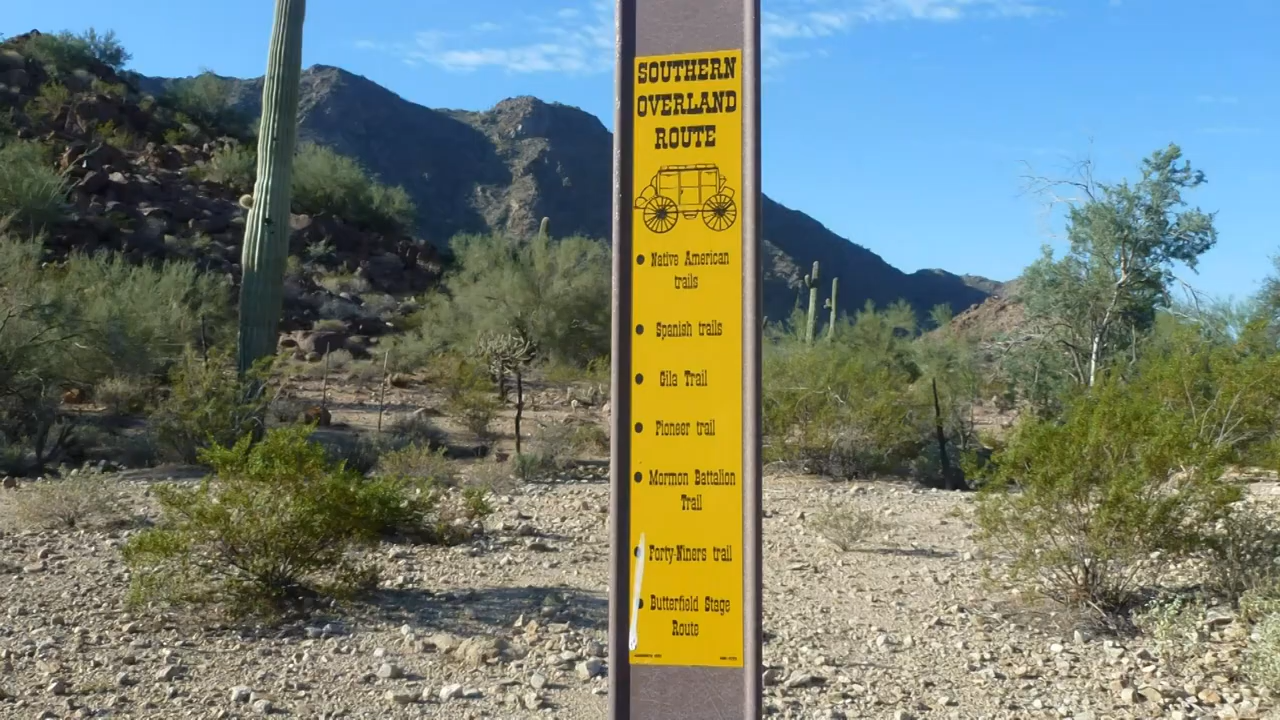 SOUTHERN
OVERLAND
ROUTE
• Native American
trails
• Spanish trails
• Gila Trail
• Pioneer trail
• Mormon Battalion
Trail
• Forty-Niners trail
• Butterfield Stage
Route